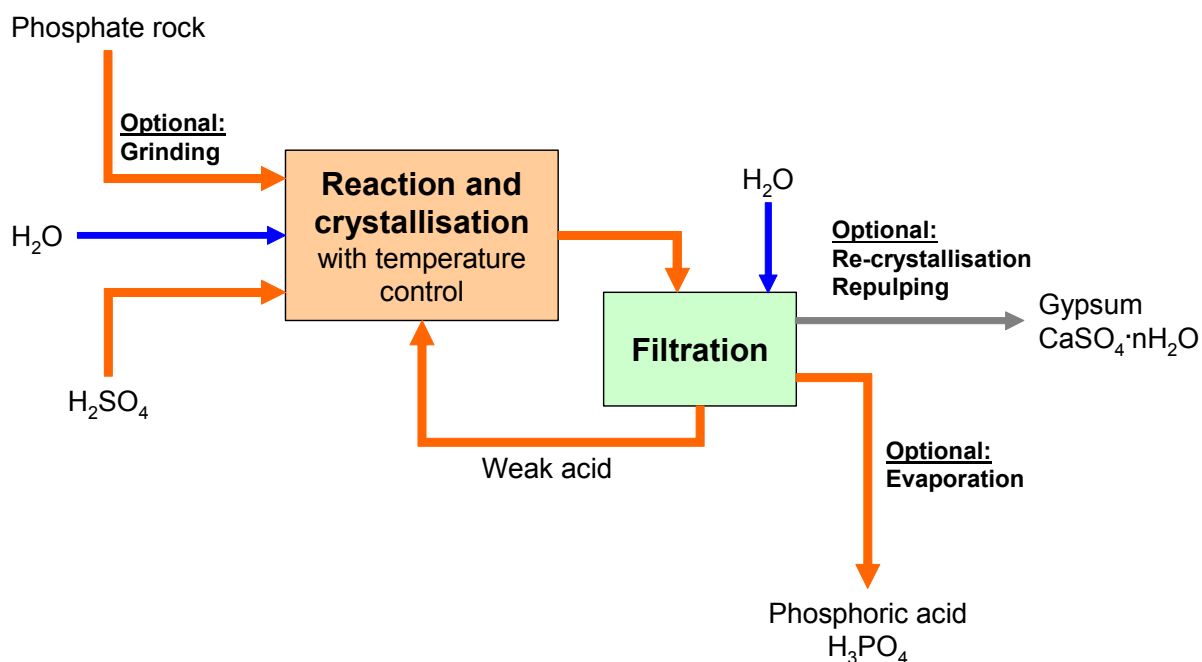 Phosphate rock
Optional:
Grinding
Reaction and
crystallisation
with temperature
control
H₂O
H₂O
Optional:
Re-crystallisation
Repulping
Gypsum
CaSO₄·nH₂O
Filtration
H₂SO₄
Weak acid
Optional:
Evaporation
Phosphoric acid
H₃PO₄